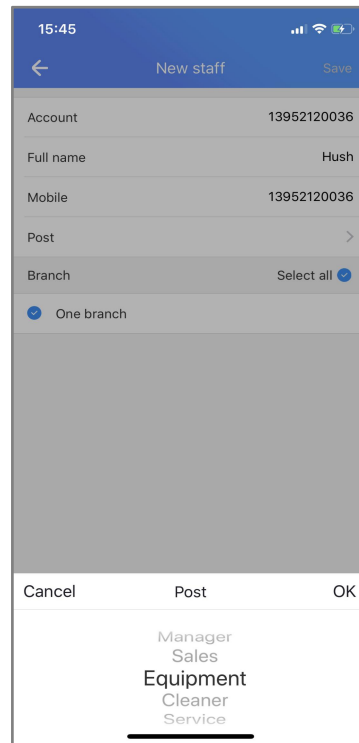 15:45
New staff Save
Account 13952120036
Full name Hush
Mobile 13952120036
Post
Branch Select all
One branch
Cancel Post OK
Manager
Sales
Equipment
Cleaner
Service